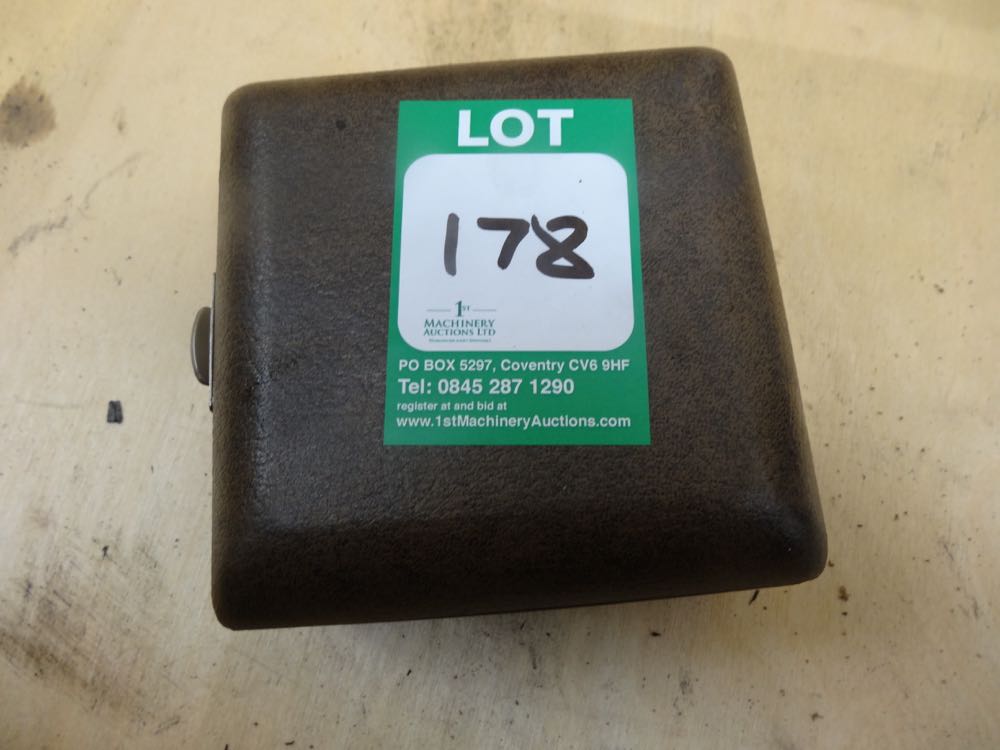 LOT
178
1ST
MACHINERY
AUCTIONS LTD
PO BOX 5297, Coventry CV6 9HF
Tel: 0845 287 1290
register at and bid at
www.1stMachineryAuctions.com